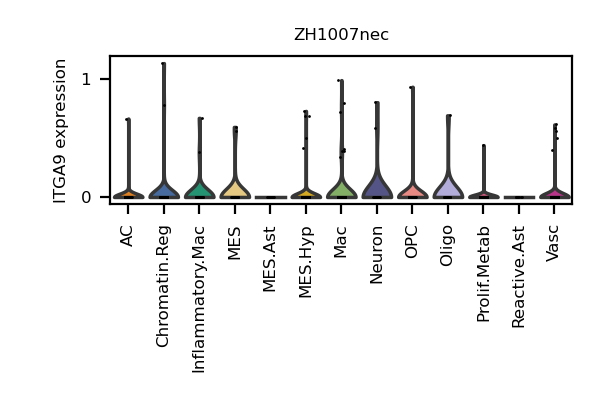 ZH1007nec
ITGA9 expression
1
0
AC
Chromatin.Reg
Inflammatory.Mac
MES
MES.Ast
MES.Hyp
Mac
Neuron
OPC
Oligo
Prolif.Metab
Reactive.Ast
Vasc